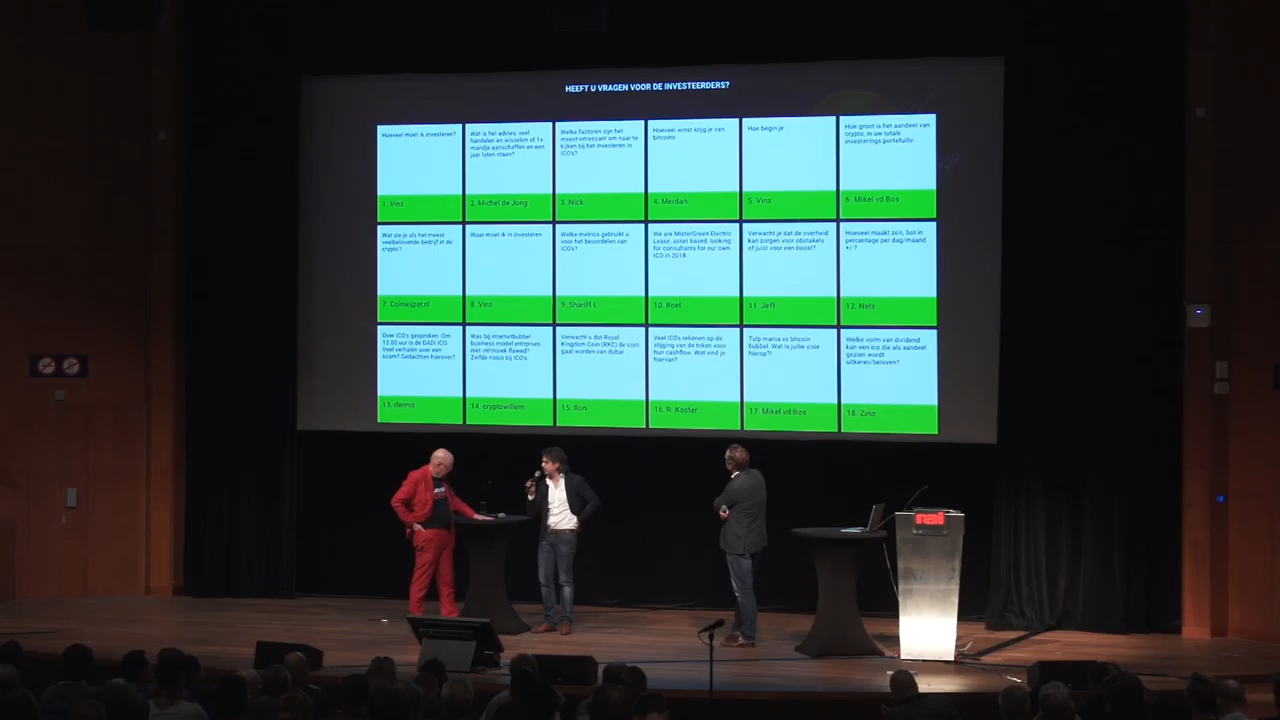 HEEFT U VRAGEN VOOR DE INVESTEERDERS?
Hoeveel moet ik investeren?
1. Vinz
Wat is het advies, veel
handelen en wisselen of 1x
mandje aanschaffen en een
jaar laten staan?
2. Michel de Jong
Welke factoren zijn het
meest intressant om naar te
kijken bij het investeren in
ICO's?
3. Nick
Hoeveel winst krijg je van
bitcoins
4. Merdan
Hoe begin je
5. Vinz
Hoe groot is het aandeel van
crypto, in uw totale
investerings portefuille
6. Mikel vd Bos
Wat zie je als het meest
veelbelovende bedrijf in de
crypto?
7. Coinwijzer.nl
Waar moet ik in investeren
8. Vinz
Welke metrics gebruikt u
voor het beoordelen van
ICO's?
9. Shariff L
We are MisterGreen Electric
Lease, asset based, looking
for consultants for our own
ICO in 2018.
10. Roel
Verwacht je dat de overheid
kan zorgen voor obstakels
of juist voor een boost?
11. Jeff
Hoeveel maakt zo'n, bot in
percentage per dag/maand
+/-?
12. Nels
Over ICO's gesproken. Om
13.00 uur is de DADI ICO.
Veel verhalen over een
scam? Gedachten hierover?
13. dennis
Was bij internetbubbel
business model entrprises
niet intrinsiek flawed?
Zelfde risico bij ICO's.
14. cryptowillem
Verwacht u dat Royal
Kingdom Coin (RKC) de coin
gaat worden van dubai
15. Ron
Veel ICOs rekenen op de
stijging van de token voor
hun cashflow. Wat vind je
hiervan?
16. R. Koster
Tulp mania vs bitcoin
bubbel. Wat is jullie visie
hierop?!
17. Mikel vd Bos
Welke vorm van dividend
kan een ico die als aandeel
gezien wordt
uitkeren/beloven?
18. Zino
rai